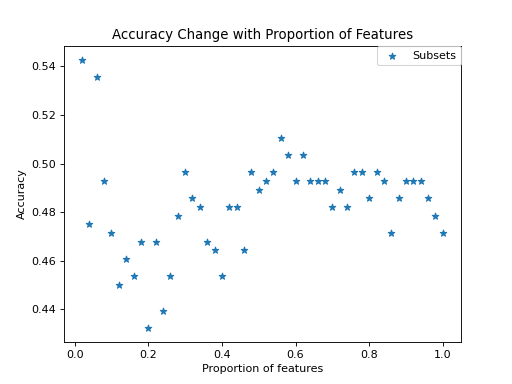 Accuracy Change with Proportion of Features
Subsets
0.54
0.52
0.50
0.48
0.46
0.44
Accuracy
0.0 0.2 0.4 0.6 0.8 1.0
Proportion of features